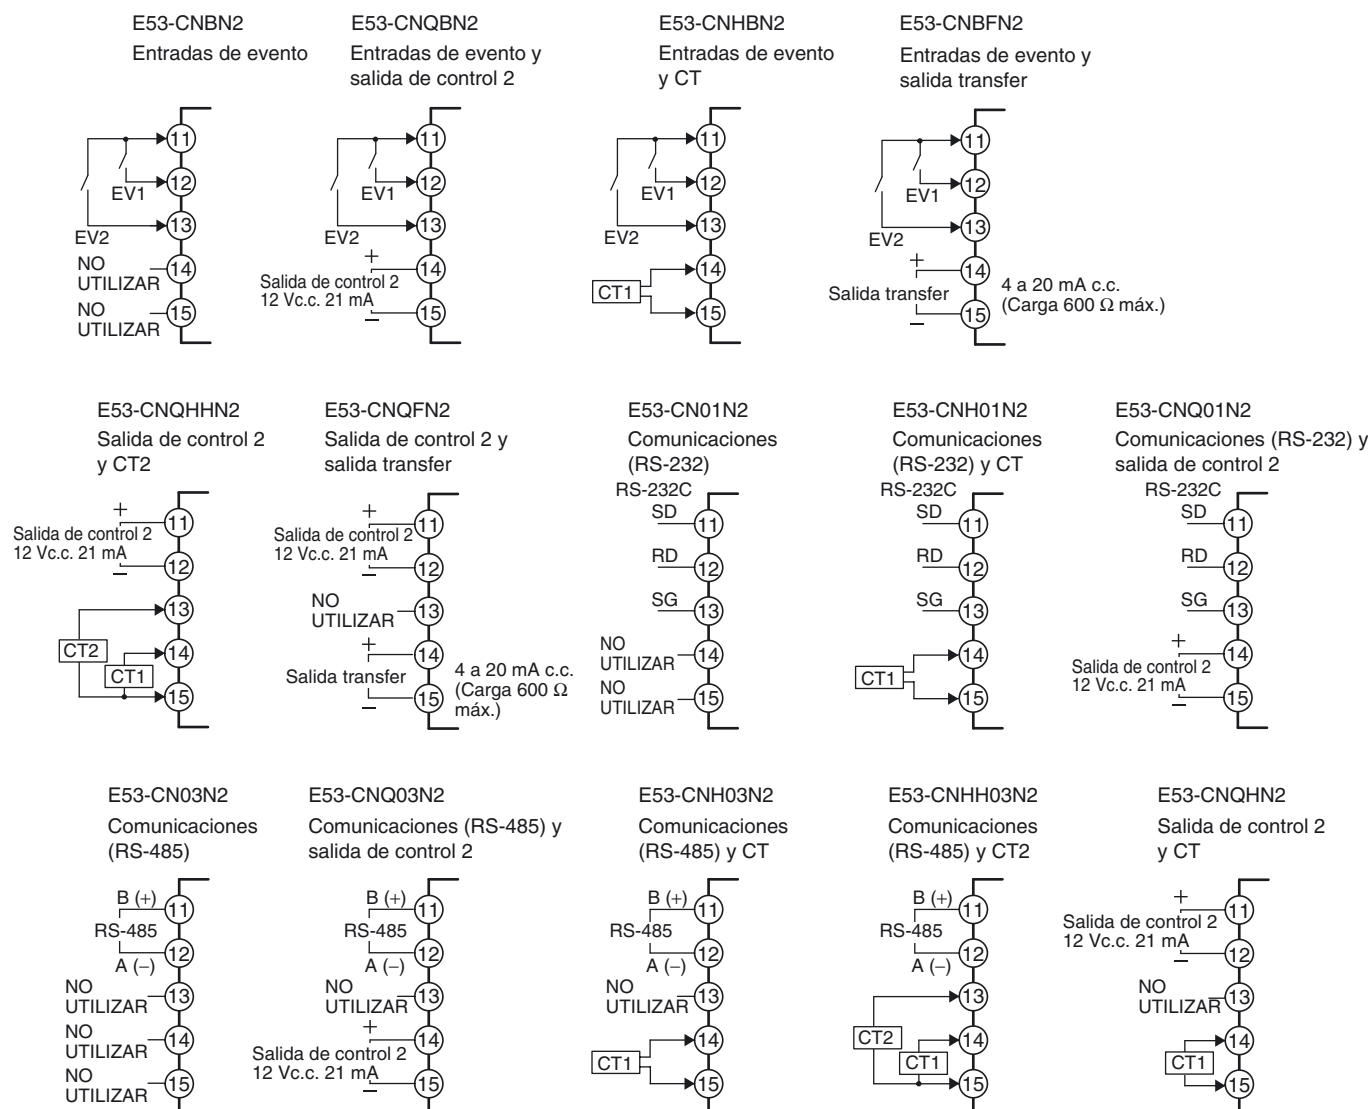 E53-CNBN2
Entradas de evento
11
12
EV1
13
EV2
NO
UTILIZAR
14
NO
UTILIZAR
15
E53-CNQBN2
Entradas de evento y
salida de control 2
11
12
EV1
13
EV2
+
14
Salida de control 2
12 Vc.c. 21 mA
15
–
E53-CNHBN2
Entradas de evento
y CT
11
12
EV1
13
EV2
14
CT1
15
E53-CNBFN2
Entradas de evento y
salida transfer
11
12
EV1
13
EV2
+
14
Salida transfer
4 a 20 mA c.c.
(Carga 600 Ω máx.)
15
–
E53-CNQHHN2
Salida de control 2
y CT2
+
11
Salida de control 2
12 Vc.c. 21 mA
12
–
13
CT2
14
CT1
15
E53-CNQFN2
Salida de control 2 y
salida transfer
+
11
Salida de control 2
12 Vc.c. 21 mA
12
–
NO
UTILIZAR
13
+
14
Salida transfer
4 a 20 mA c.c.
(Carga 600 Ω
máx.)
15
–
E53-CN01N2
Comunicaciones
(RS-232)
RS-232C
SD
11
RD
12
SG
13
NO
UTILIZAR
14
NO
UTILIZAR
15
E53-CNH01N2
Comunicaciones
(RS-232) y CT
RS-232C
SD
11
RD
12
SG
13
14
CT1
15
E53-CNQ01N2
Comunicaciones (RS-232) y
salida de control 2
RS-232C
SD
11
RD
12
SG
13
+
14
Salida de control 2
12 Vc.c. 21 mA
15
–
E53-CN03N2
Comunicaciones
(RS-485)
B (+)
11
RS-485
12
A (–)
NO
UTILIZAR
13
NO
UTILIZAR
14
NO
UTILIZAR
15
E53-CNQ03N2
Comunicaciones (RS-485) y
salida de control 2
B (+)
11
RS-485
12
A (–)
NO
UTILIZAR
13
+
14
Salida de control 2
12 Vc.c. 21 mA
15
–
E53-CNH03N2
Comunicaciones
(RS-485) y CT
B (+)
11
RS-485
12
A (–)
NO
UTILIZAR
13
14
CT1
15
E53-CNHH03N2
Comunicaciones
(RS-485) y CT2
B (+)
11
RS-485
12
A (–)
13
CT2
14
CT1
15
E53-CNQHN2
Salida de control 2
y CT
+
11
Salida de control 2
12 Vc.c. 21 mA
12
–
NO
UTILIZAR
13
14
CT1
15